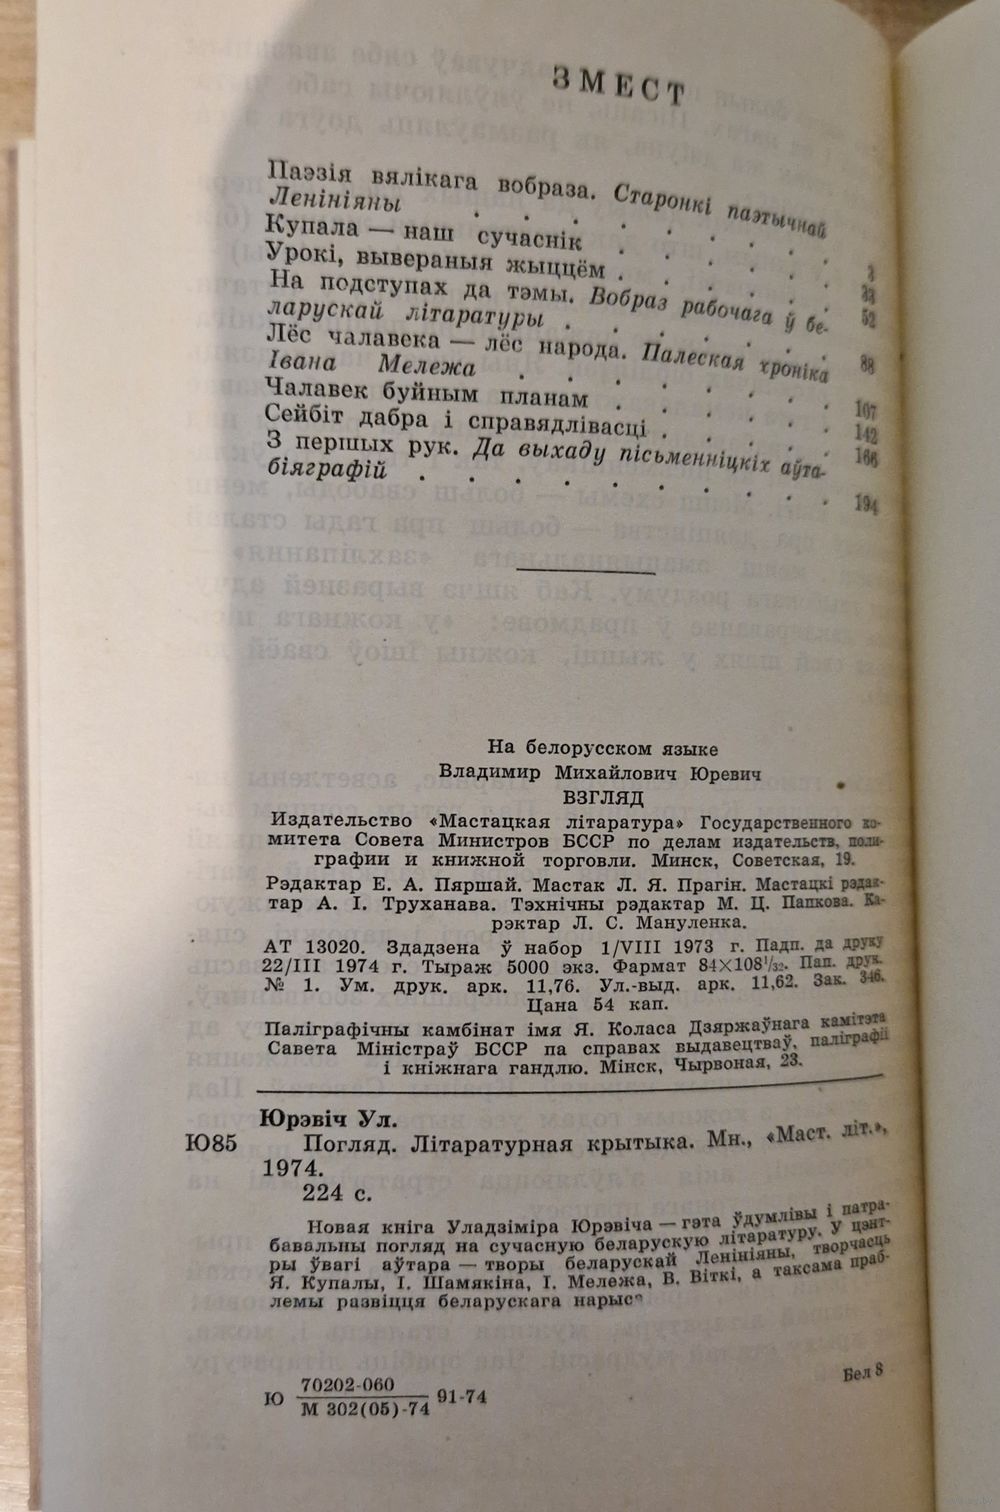 ЗМЕСТ
Паэзія вялікага вобраза. Старонкі паэтычнай
Ленініяны . . . . . . . 3
Купала — наш сучаснік . . . . . 33
Урокі, вывераныя жыццём . . . . . 52
На подступах да тэмы. Вобраз рабочага ў бе-
ларускай літаратуры . . . . . . 88
Лёс чалавека — лёс народа. Палеская хроніка
Івана Мележа . . . . . . . 107
Чалавек буйным планам . . . . . 142
Сейбіт дабра і справядлівасці . . . . 166
З першых рук. Да выхаду пісьменніцкіх аўта-
біяграфій . . . . . . . . . 194
На белорусском языке
Владимир Михайлович Юревич
ВЗГЛЯД
Издательство «Мастацкая літаратура» Государственного ко-
митета Совета Министров БССР по делам издательств, поли-
графии и книжной торговли. Минск, Советская, 19.
Рэдактар Е. А. Пяршай. Мастак Л. Я. Прагін. Мастацкі рэдак-
тар А. І. Труханава. Тэхнічны рэдактар М. Ц. Папкова. Ка-
рэктар Л. С. Мануленка.
АТ 13020. Здадзена ў набор 1/VIII 1973 г. Падп. да друку
22/III 1974 г. Тыраж 5000 экз. Фармат 84×108¹/₃₂. Пап. друк.
№ 1. Ум. друк. арк. 11,76. Ул.-выд. арк. 11,62. Зак. 346.
Цана 54 кап.
Паліграфічны камбінат імя Я. Коласа Дзяржаўнага камітэта
Савета Міністраў БССР па справах выдавецтваў, паліграфіі
і кніжнага гандлю. Мінск, Чырвоная, 23.
Юрэвіч Ул.
Ю85 Погляд. Літаратурная крытыка. Мн., «Маст. літ.»,
1974.
224 с.
Новая кніга Уладзіміра Юрэвіча — гэта ўдумлівы і патра-
бавальны погляд на сучасную беларускую літаратуру. У цэнт-
ры ўвагі аўтара — творы беларускай Ленініяны, творчасць
Я. Купалы, І. Шамякіна, І. Мележа, В. Віткі, а таксама праб-
лемы развіцця беларускага нарыса
Бел 8
Ю 70202-060 91-74
М 302(05)-74